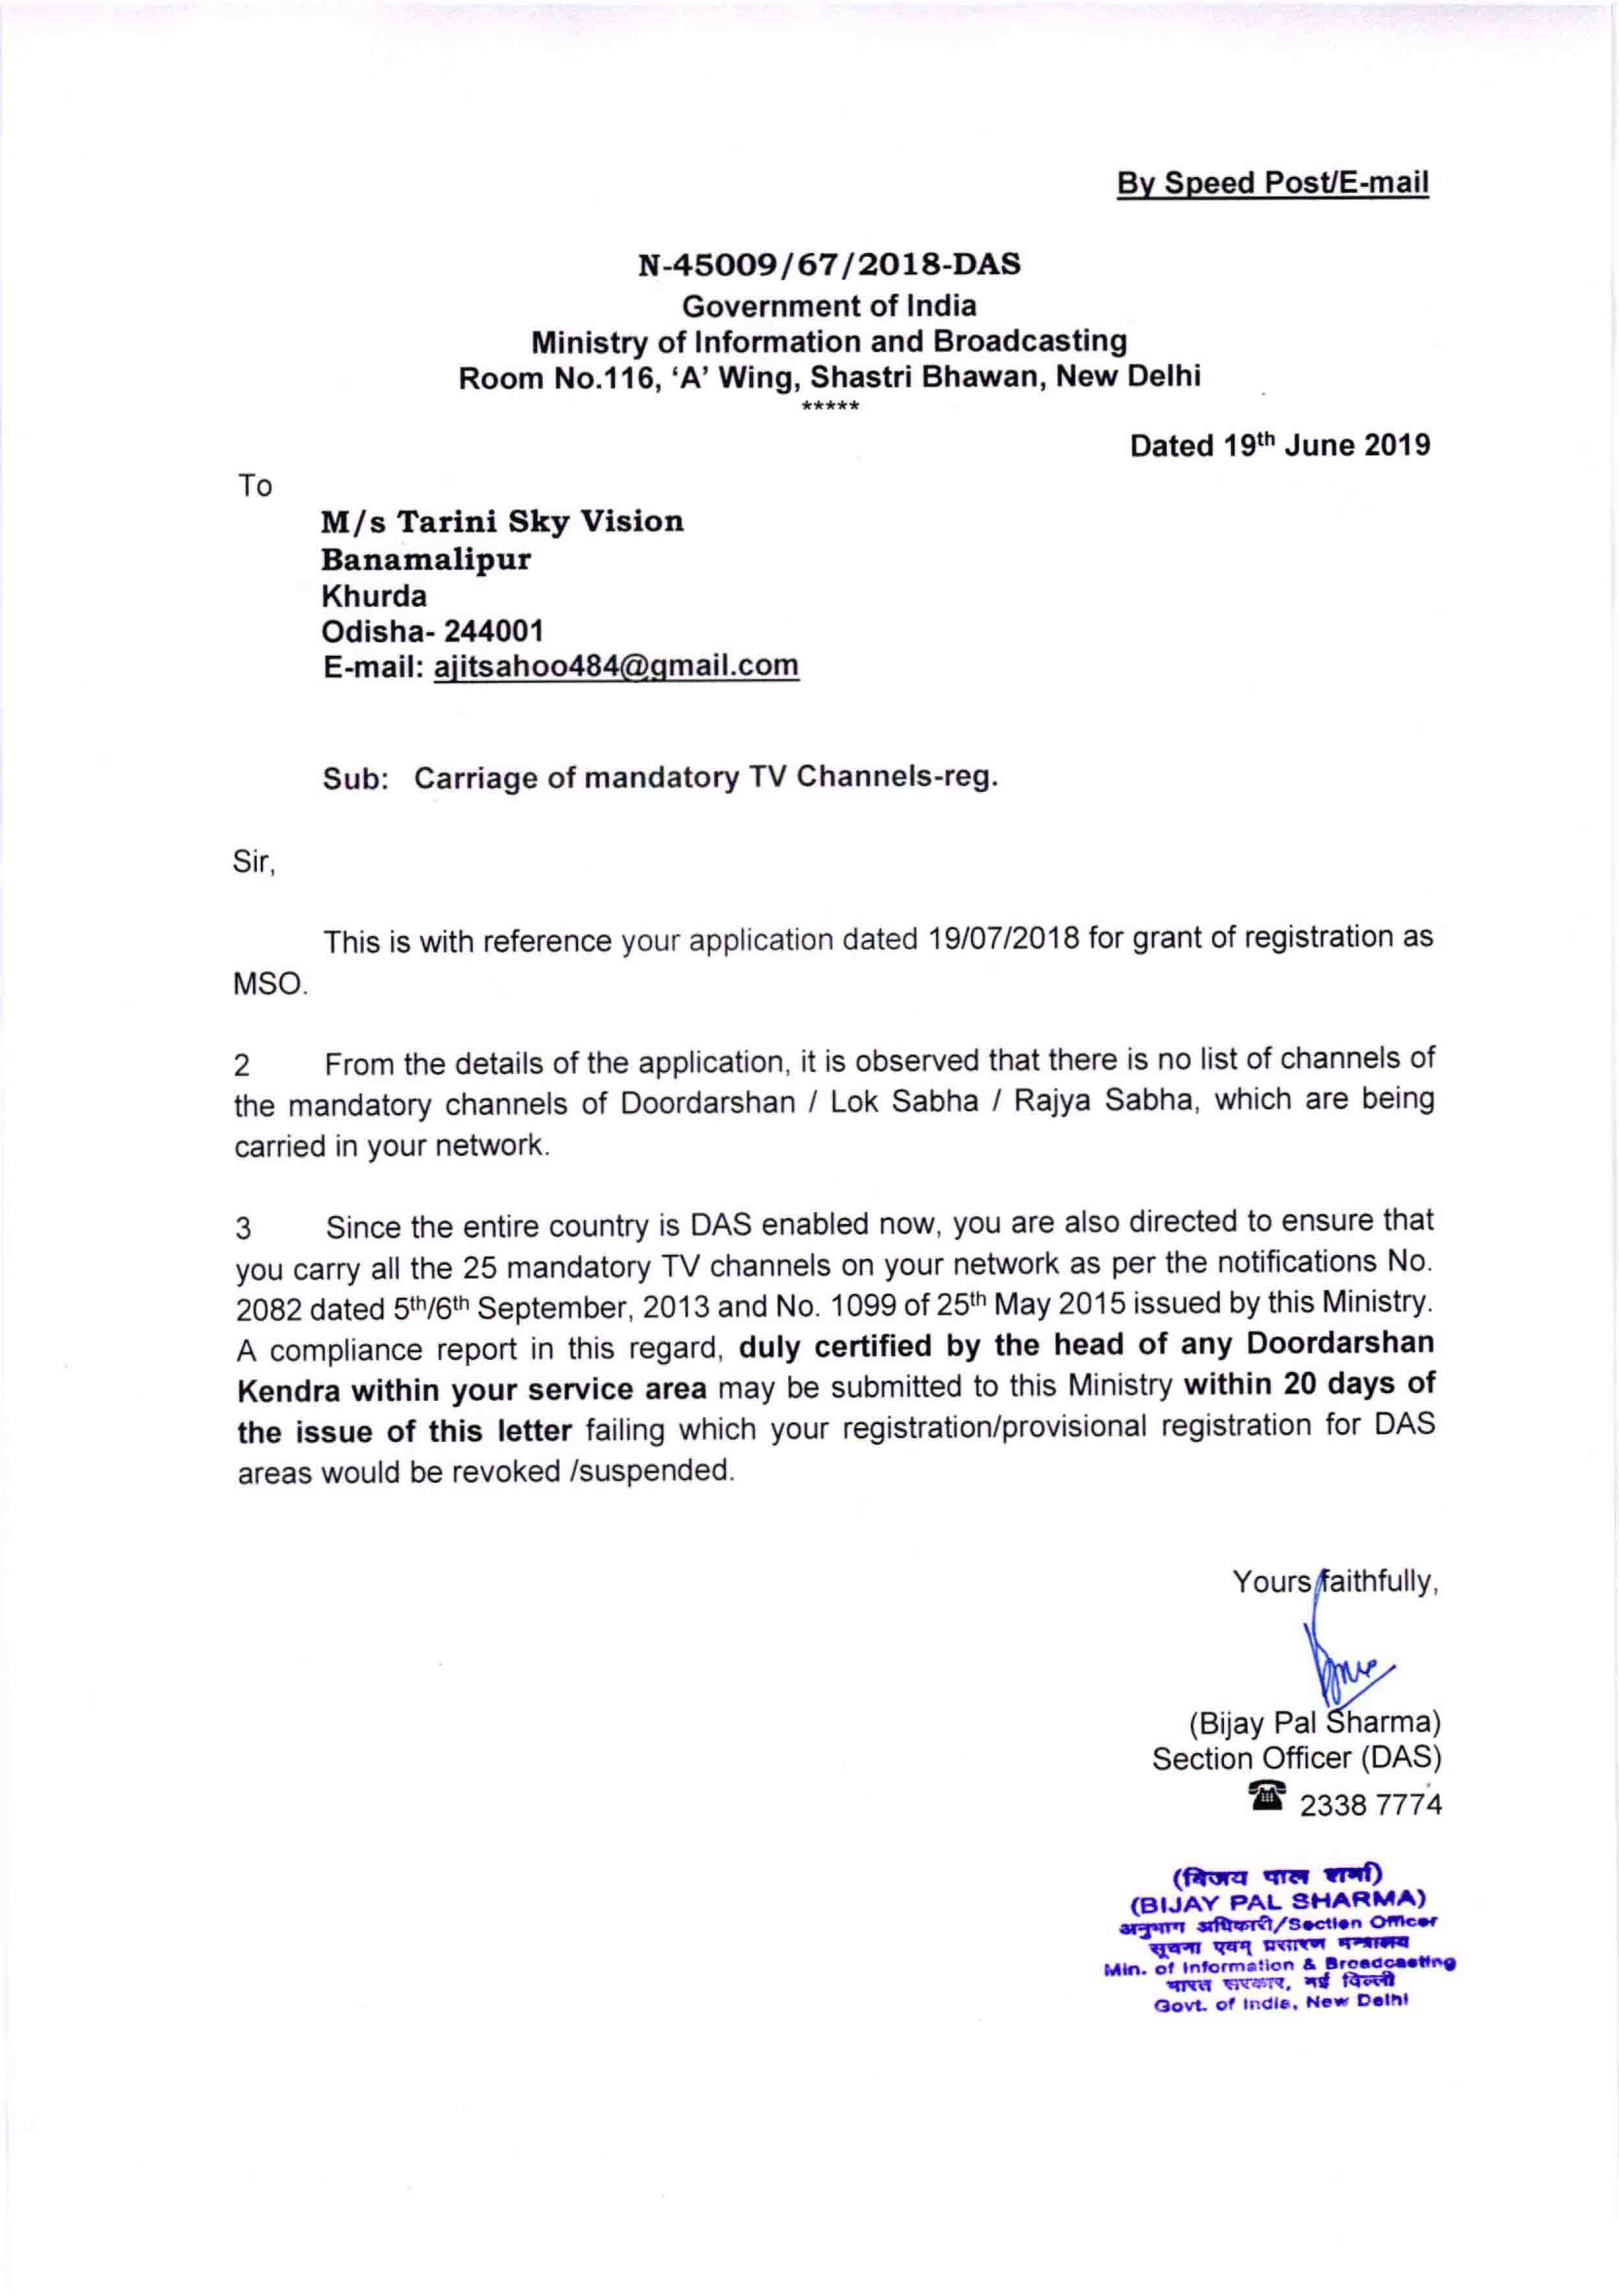 By Speed Post/E-mail
N-45009/67/2018-DAS
Government of India
Ministry of Information and Broadcasting
Room No.116, ‘A’ Wing, Shastri Bhawan, New Delhi
*****
Dated 19th June 2019
To
M/s Tarini Sky Vision
Banamalipur
Khurda
Odisha- 244001
E-mail: ajitsahoo484@gmail.com
Sub: Carriage of mandatory TV Channels-reg.
Sir,
This is with reference your application dated 19/07/2018 for grant of registration as
MSO.
2 From the details of the application, it is observed that there is no list of channels of
the mandatory channels of Doordarshan / Lok Sabha / Rajya Sabha, which are being
carried in your network.
3 Since the entire country is DAS enabled now, you are also directed to ensure that
you carry all the 25 mandatory TV channels on your network as per the notifications No.
2082 dated 5th/6th September, 2013 and No. 1099 of 25th May 2015 issued by this Ministry.
A compliance report in this regard, duly certified by the head of any Doordarshan
Kendra within your service area may be submitted to this Ministry within 20 days of
the issue of this letter failing which your registration/provisional registration for DAS
areas would be revoked /suspended.
Yours faithfully,
(Bijay Pal Sharma)
Section Officer (DAS)
2338 7774
(बिजय पाल शर्मा)
(BIJAY PAL SHARMA)
अनुभाग अधिकारी/Section Officer
सूचना एवम् प्रसारण मन्त्रालय
Min. of Information & Broadcasting
भारत सरकार, नई दिल्ली
Govt. of India, New Delhi